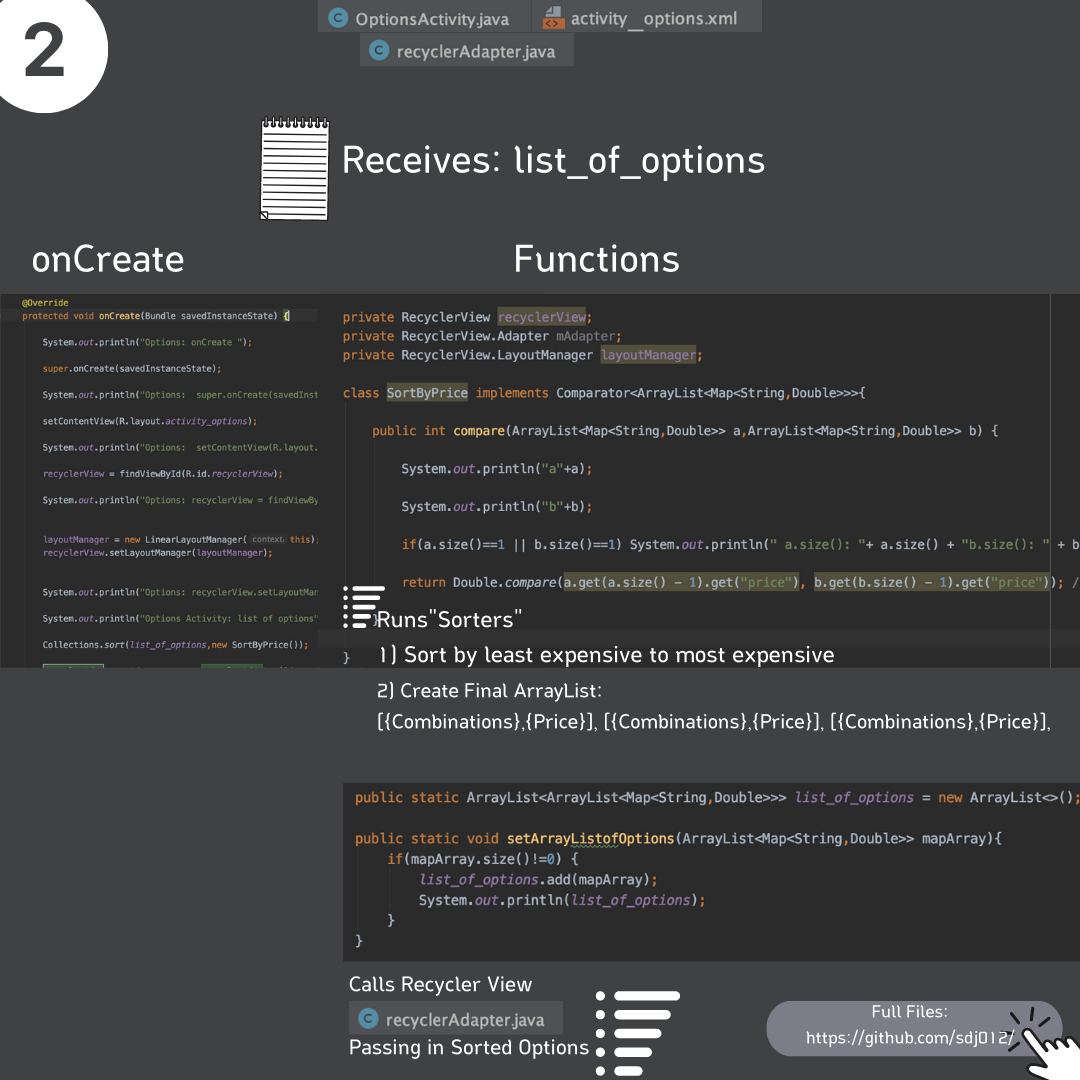 2
OptionsActivity.java
activity_options.xml
recyclerAdapter.java
Receives: list_of_options
onCreate
Functions
@Override
protected void onCreate(Bundle savedInstanceState) {
System.out.println("Options: onCreate ");
super.onCreate(savedInstanceState);
System.out.println("Options:  super.onCreate(savedInst
setContentView(R.layout.activity_options);
System.out.println("Options:  setContentView(R.layout.
recyclerView = findViewById(R.id.recyclerView);
System.out.println("Options: recyclerView = findViewBy
layoutManager = new LinearLayoutManager( context: this);
recyclerView.setLayoutManager(layoutManager);
System.out.println("Options: recyclerView.setLayoutMan
System.out.println("Options Activity: list of options"
Collections.sort(list_of_options,new SortByPrice());
private RecyclerView recyclerView;
private RecyclerView.Adapter mAdapter;
private RecyclerView.LayoutManager layoutManager;
class SortByPrice implements Comparator<ArrayList<Map<String,Double>>>{
public int compare(ArrayList<Map<String,Double>> a,ArrayList<Map<String,Double>> b) {
System.out.println("a"+a);
System.out.println("b"+b);
if(a.size()==1 || b.size()==1) System.out.println(" a.size(): "+ a.size() + "b.size(): " + b
return Double.compare(a.get(a.size() - 1).get("price"), b.get(b.size() - 1).get("price")); /
}
}
Runs"Sorters"
1) Sort by least expensive to most expensive
2) Create Final ArrayList:
[{Combinations},{Price}], [{Combinations},{Price}], [{Combinations},{Price}],
public static ArrayList<ArrayList<Map<String,Double>>> list_of_options = new ArrayList<>();
public static void setArrayListofOptions(ArrayList<Map<String,Double>> mapArray){
if(mapArray.size()!=0) {
list_of_options.add(mapArray);
System.out.println(list_of_options);
}
}
Calls Recycler View
recyclerAdapter.java
Passing in Sorted Options
Full Files:
https://github.com/sdj012/